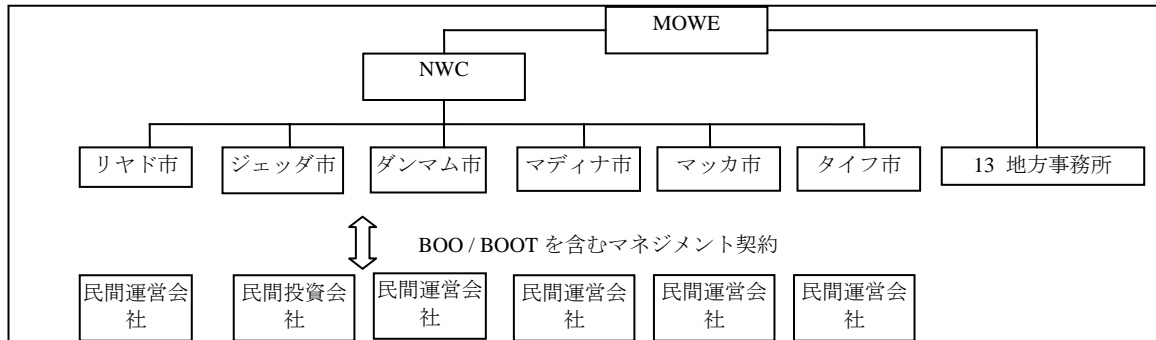 MOWE
NWC
リヤド市
ジェッダ市
ダンマム市
マディナ市
マッカ市
タイフ市
13 地方事務所
BOO / BOOT を含むマネジメント契約
民間運営会
社
民間投資会
社
民間運営会
社
民間運営会
社
民間運営会
社
民間運営会
社